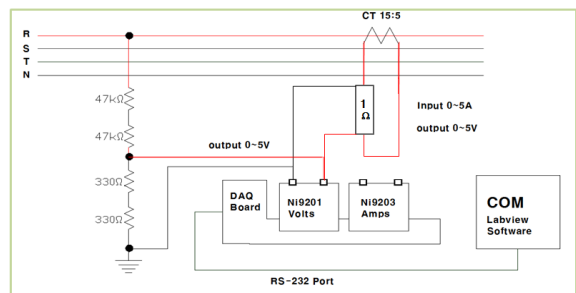 CT 15:5
R
S
T
N
47kΩ
47kΩ
330Ω
330Ω
1
Ω
Input 0~5A
output 0~5V
output 0~5V
DAQ
Board
Ni9201
Volts
Ni9203
Amps
COM
Labview
Software
RS-232 Port